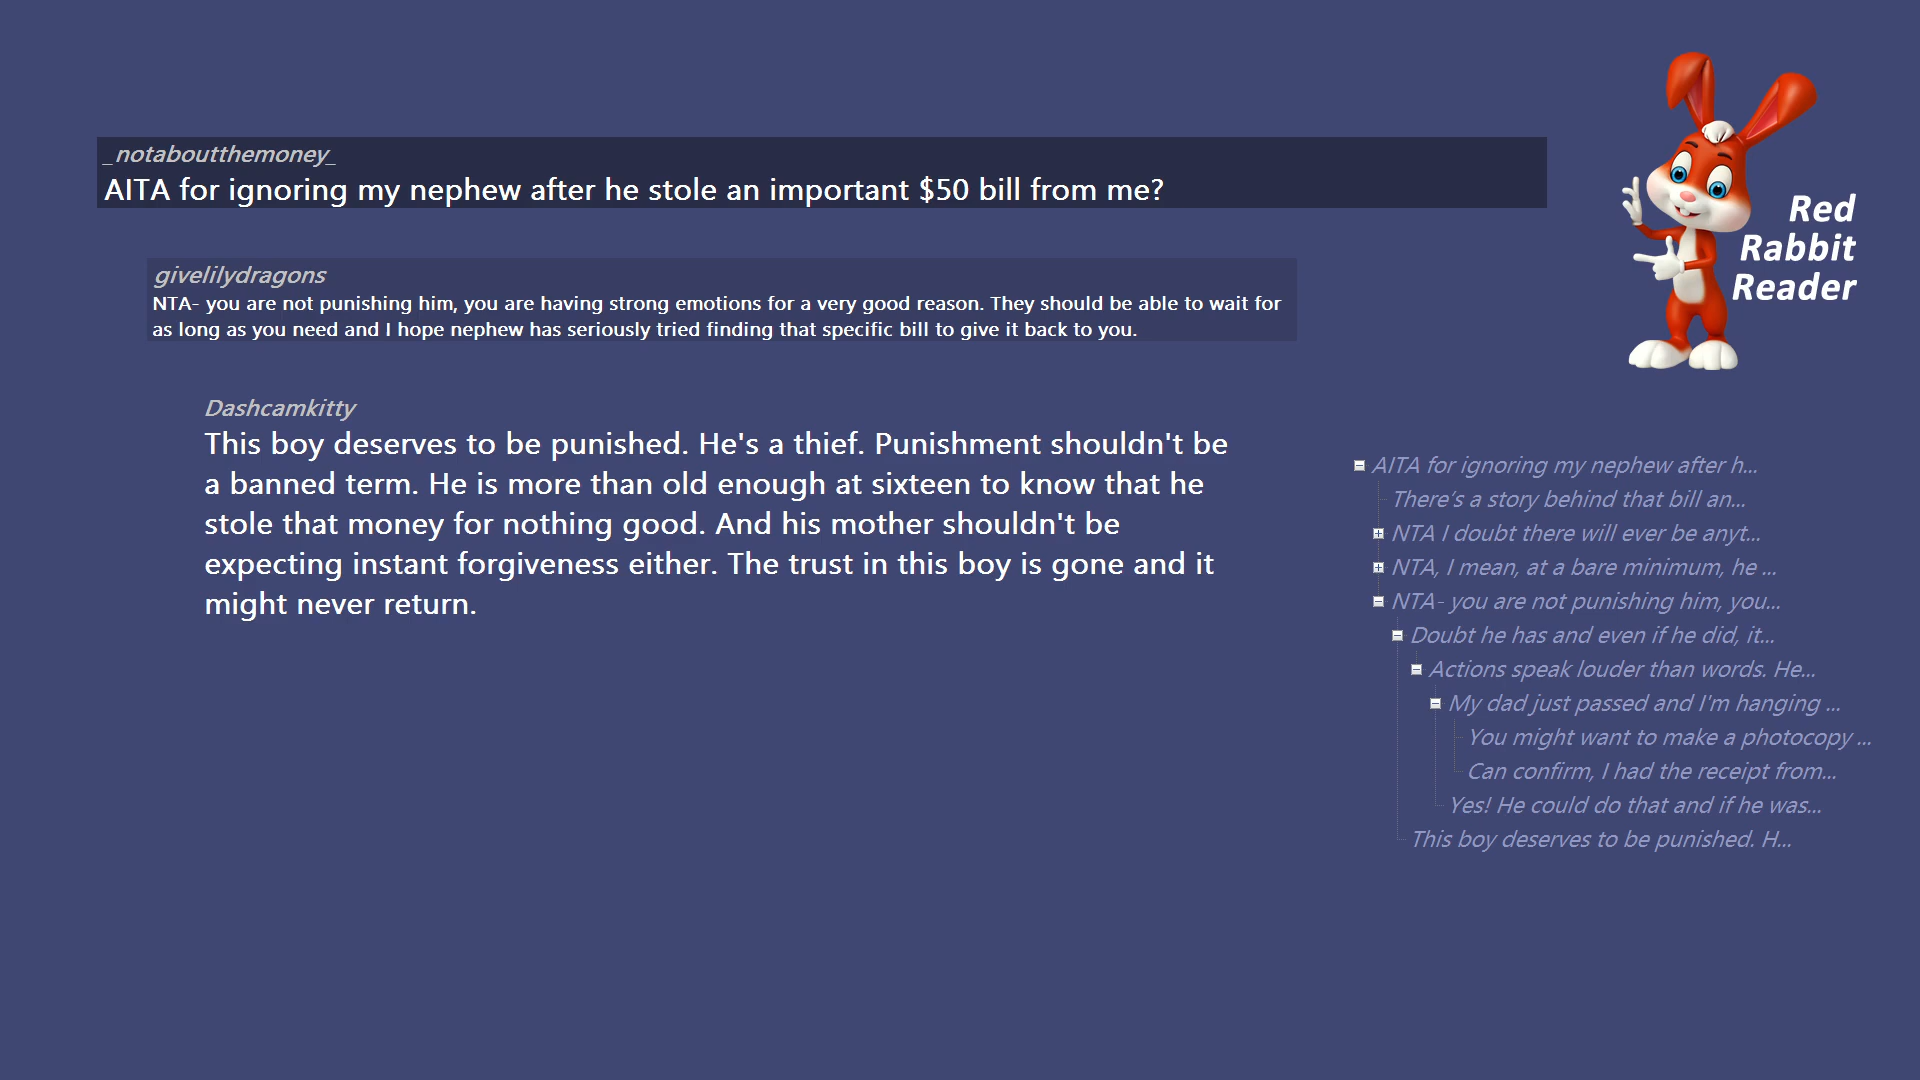 _notaboutthemoney_
AITA for ignoring my nephew after he stole an important $50 bill from me?
givelilydragons
NTA- you are not punishing him, you are having strong emotions for a very good reason. They should be able to wait for
as long as you need and I hope nephew has seriously tried finding that specific bill to give it back to you.
Dashcamkitty
This boy deserves to be punished. He's a thief. Punishment shouldn't be
a banned term. He is more than old enough at sixteen to know that he
stole that money for nothing good. And his mother shouldn't be
expecting instant forgiveness either. The trust in this boy is gone and it
might never return.
Red
Rabbit
Reader
AITA for ignoring my nephew after h...
There's a story behind that bill an...
NTA I doubt there will ever be anyt...
NTA, I mean, at a bare minimum, he ...
NTA- you are not punishing him, you...
Doubt he has and even if he did, it...
Actions speak louder than words. He...
My dad just passed and I'm hanging ...
You might want to make a photocopy ...
Can confirm, I had the receipt from...
Yes! He could do that and if he was...
This boy deserves to be punished. H...